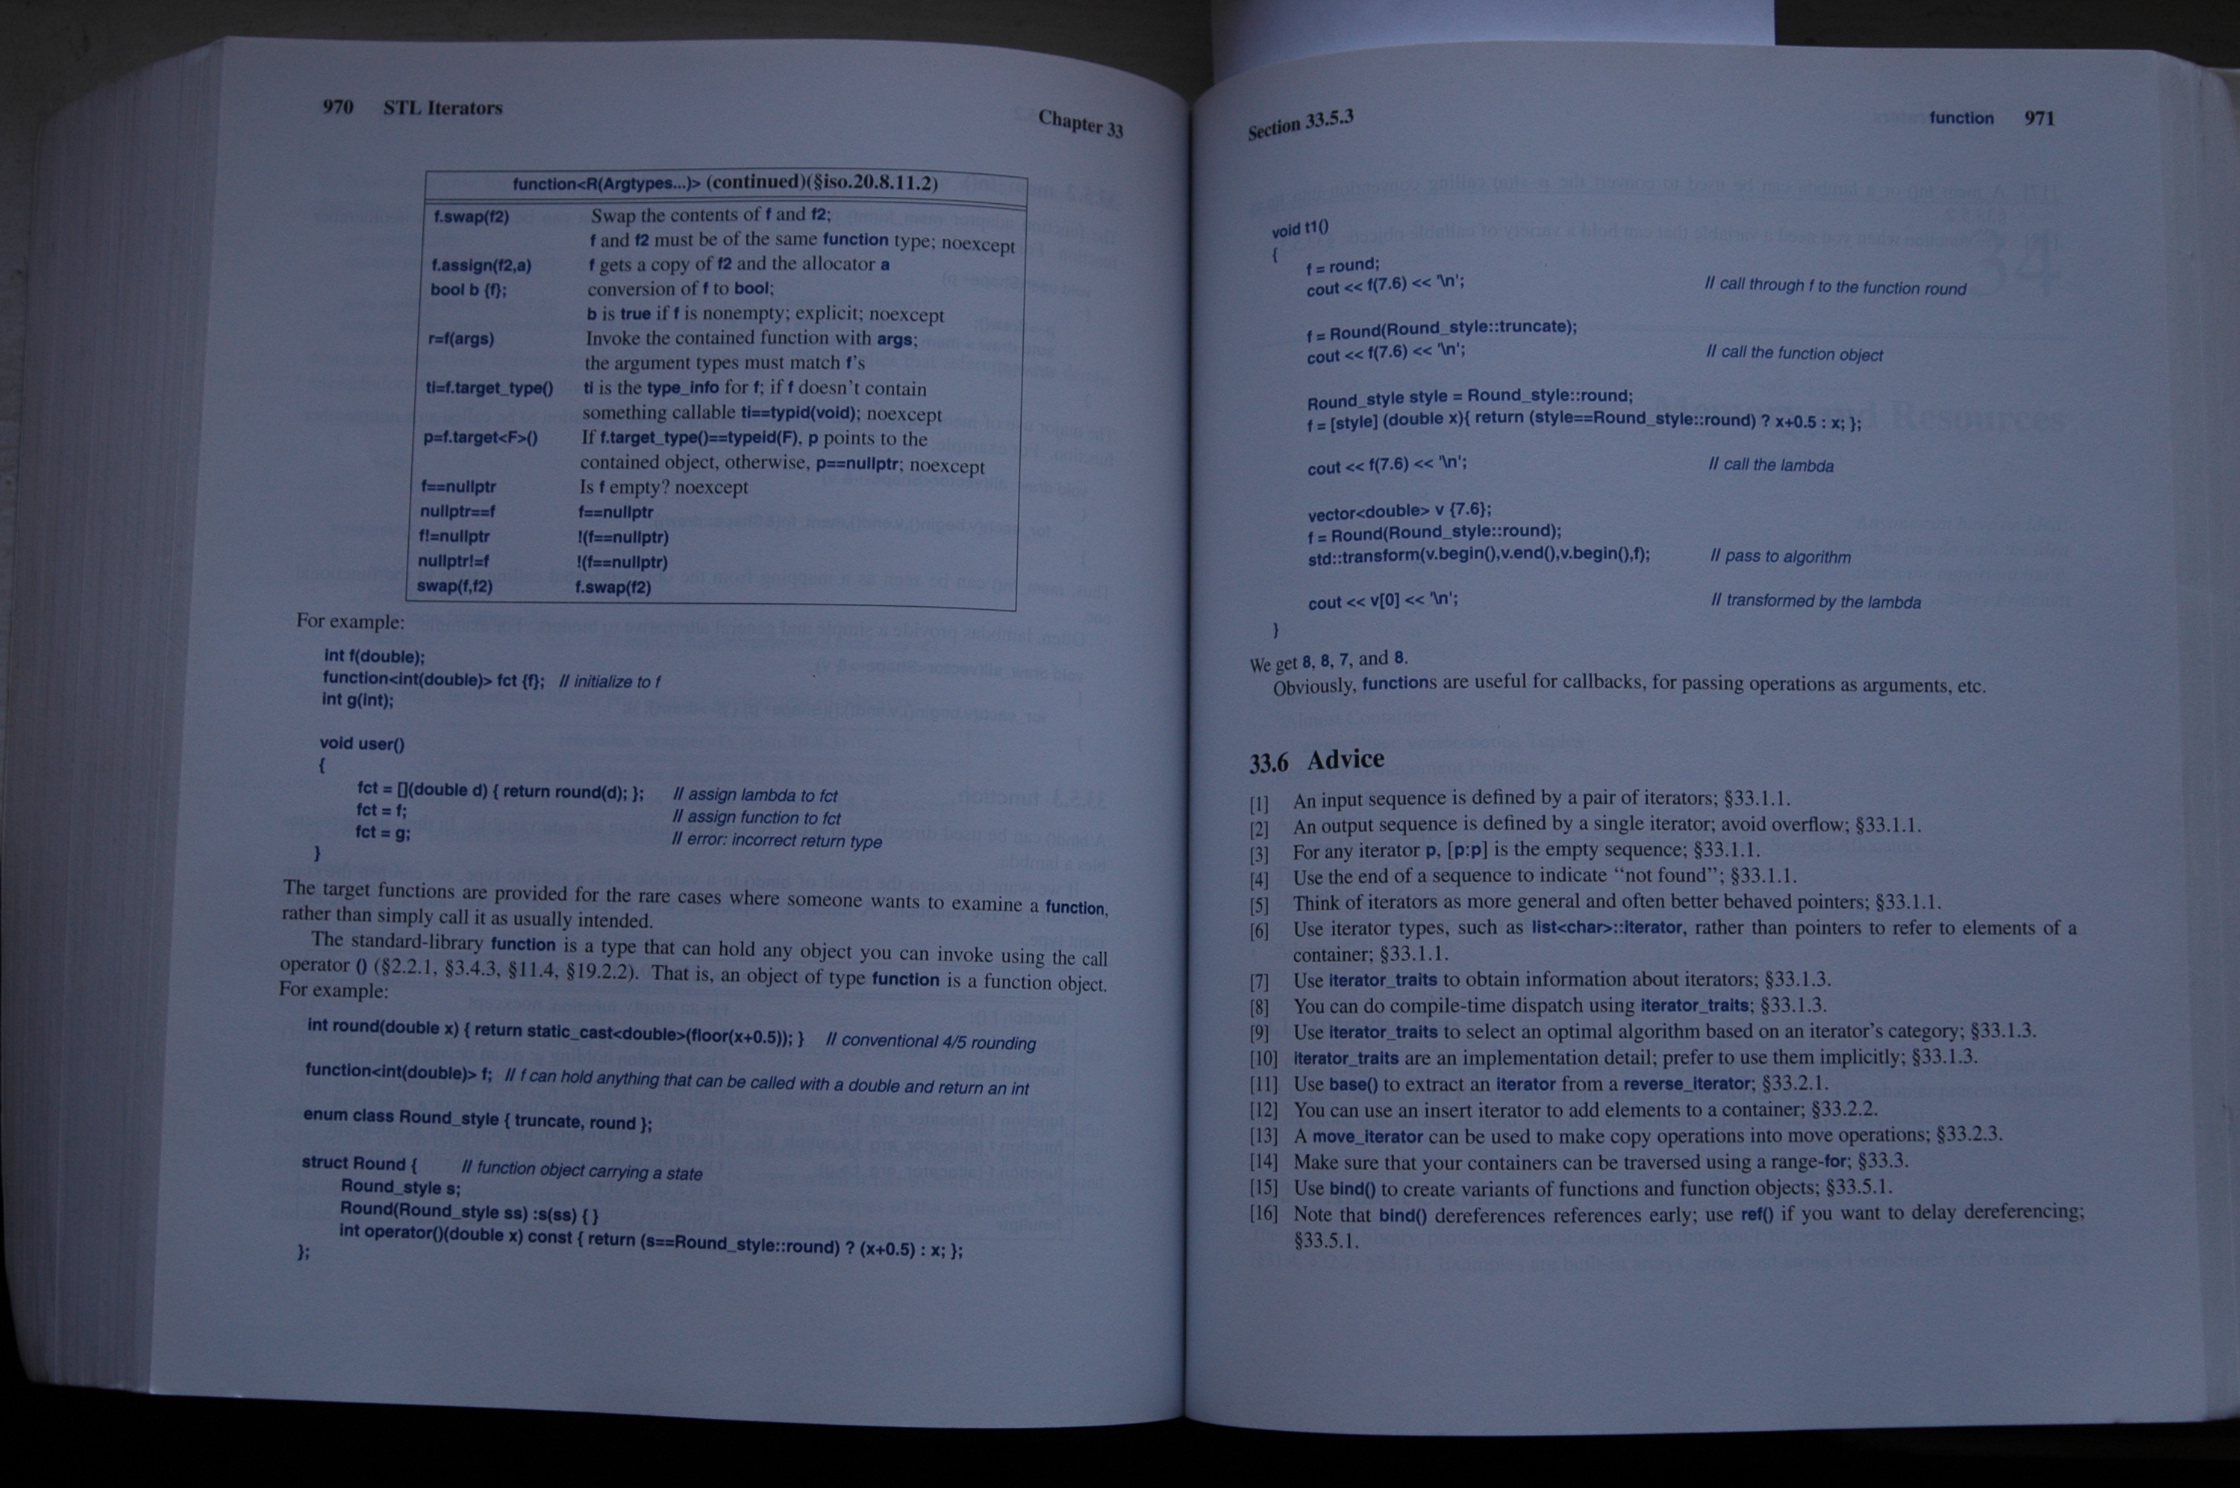 970 STL Iterators Chapter 33
function<R(Argtypes...)> (continued)(§iso.20.8.11.2)
f.swap(f2) Swap the contents of f and f2;
f and f2 must be of the same function type; noexcept
f.assign(f2,a) f gets a copy of f2 and the allocator a
bool b {f}; conversion of f to bool;
b is true if f is nonempty; explicit; noexcept
r=f(args) Invoke the contained function with args;
the argument types must match f's
ti=f.target_type() ti is the type_info for f; if f doesn't contain
something callable ti==typid(void); noexcept
p=f.target<F>() If f.target_type()==typeid(F), p points to the
contained object, otherwise, p==nullptr; noexcept
f==nullptr Is f empty? noexcept
nullptr==f f==nullptr
f!=nullptr !(f==nullptr)
nullptr!=f !(f==nullptr)
swap(f,f2) f.swap(f2)
For example:
int f(double);
function<int(double)> fct {f}; // initialize to f
int g(int);
void user()
{
fct = [](double d) { return round(d); }; // assign lambda to fct
fct = f; // assign function to fct
fct = g; // error: incorrect return type
}
The target functions are provided for the rare cases where someone wants to examine a function,
rather than simply call it as usually intended.
The standard-library function is a type that can hold any object you can invoke using the call
operator () (§2.2.1, §3.4.3, §11.4, §19.2.2). That is, an object of type function is a function object.
For example:
int round(double x) { return static_cast<double>(floor(x+0.5)); } // conventional 4/5 rounding
function<int(double)> f; // f can hold anything that can be called with a double and return an int
enum class Round_style { truncate, round };
struct Round { // function object carrying a state
Round_style s;
Round(Round_style ss) :s(ss) { }
int operator()(double x) const { return (s==Round_style::round) ? (x+0.5) : x; };
};
Section 33.5.3 function 971
void t1()
{
f = round;
cout << f(7.6) << '\n'; // call through f to the function round
f = Round(Round_style::truncate);
cout << f(7.6) << '\n'; // call the function object
Round_style style = Round_style::round;
f = [style] (double x){ return (style==Round_style::round) ? x+0.5 : x; };
cout << f(7.6) << '\n'; // call the lambda
vector<double> v {7.6};
f = Round(Round_style::round);
std::transform(v.begin(),v.end(),v.begin(),f); // pass to algorithm
cout << v[0] << '\n'; // transformed by the lambda
}
We get 8, 8, 7, and 8.
Obviously, functions are useful for callbacks, for passing operations as arguments, etc.
33.6 Advice
[1] An input sequence is defined by a pair of iterators; §33.1.1.
[2] An output sequence is defined by a single iterator; avoid overflow; §33.1.1.
[3] For any iterator p, [p:p] is the empty sequence; §33.1.1.
[4] Use the end of a sequence to indicate “not found”; §33.1.1.
[5] Think of iterators as more general and often better behaved pointers; §33.1.1.
[6] Use iterator types, such as list<char>::iterator, rather than pointers to refer to elements of a
container; §33.1.1.
[7] Use iterator_traits to obtain information about iterators; §33.1.3.
[8] You can do compile-time dispatch using iterator_traits; §33.1.3.
[9] Use iterator_traits to select an optimal algorithm based on an iterator's category; §33.1.3.
[10] iterator_traits are an implementation detail; prefer to use them implicitly; §33.1.3.
[11] Use base() to extract an iterator from a reverse_iterator; §33.2.1.
[12] You can use an insert iterator to add elements to a container; §33.2.2.
[13] A move_iterator can be used to make copy operations into move operations; §33.2.3.
[14] Make sure that your containers can be traversed using a range-for; §33.3.
[15] Use bind() to create variants of functions and function objects; §33.5.1.
[16] Note that bind() dereferences references early; use ref() if you want to delay dereferencing;
§33.5.1.